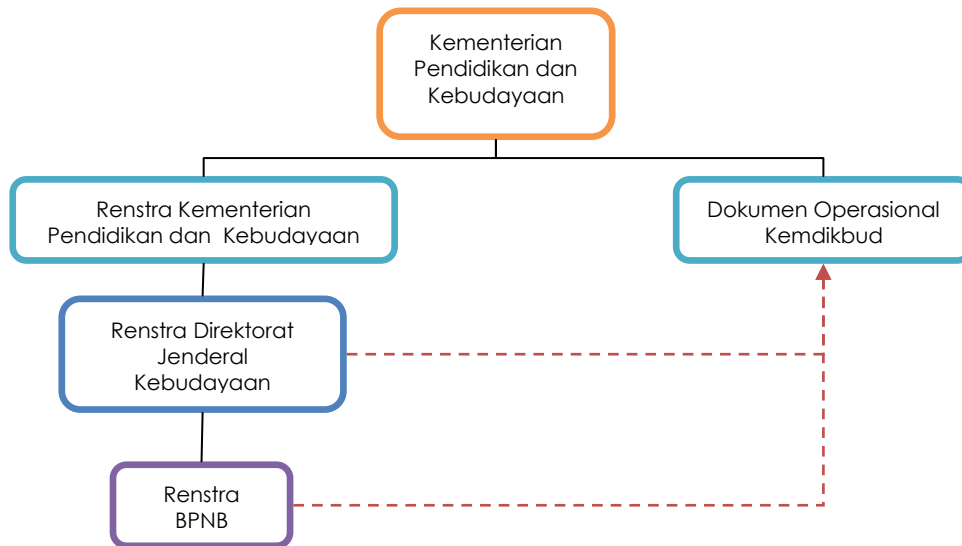 Kementerian
Pendidikan dan
Kebudayaan
Renstra Kementerian
Pendidikan dan Kebudayaan
Dokumen Operasional
Kemdikbud
Renstra Direktorat
Jenderal
Kebudayaan
Renstra
BPNB